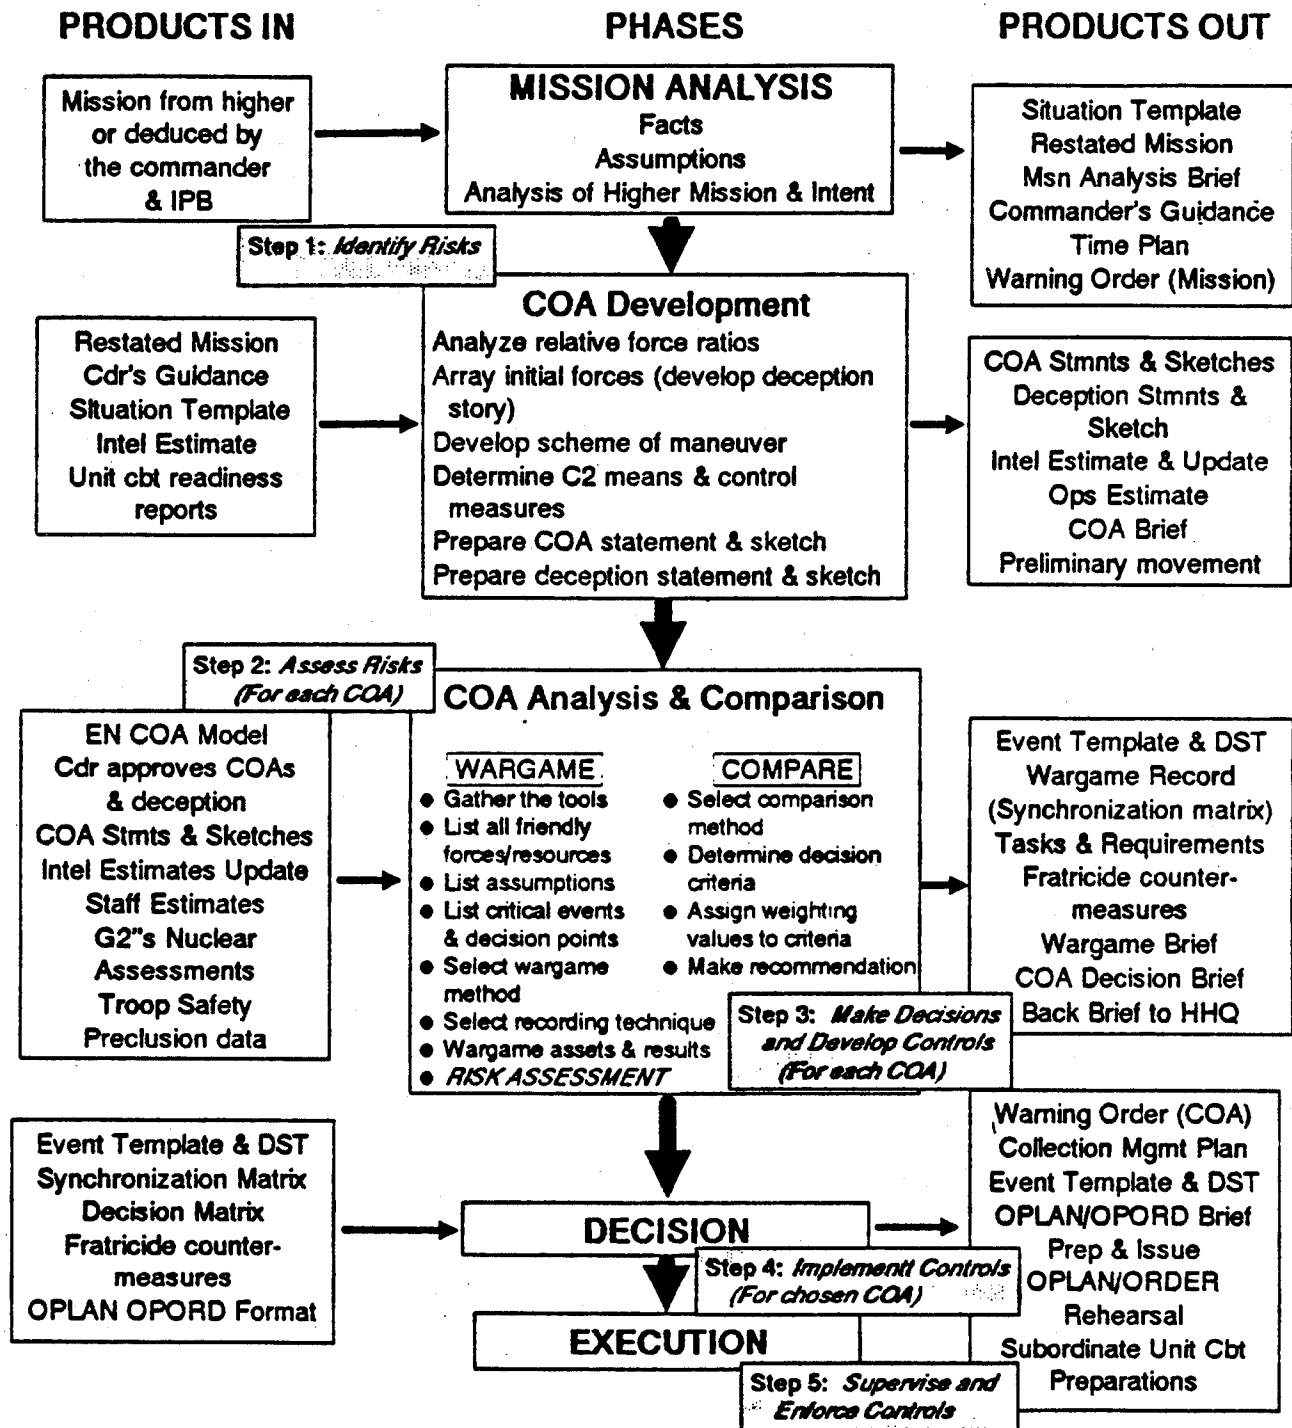 PRODUCTS IN
PHASES
PRODUCTS OUT
Mission from higher
or deduced by
the commander
& IPB
MISSION ANALYSIS
Facts
Assumptions
Analysis of Higher Mission & Intent
Situation Template
Restated Mission
Msn Analysis Brief
Commander's Guidance
Time Plan
Warning Order (Mission)
Step 1: Identify Risks
Restated Mission
Cdr's Guidance
Situation Template
Intel Estimate
Unit cbt readiness
reports
COA Development
Analyze relative force ratios
Array initial forces (develop deception
story)
Develop scheme of maneuver
Determine C2 means & control
measures
Prepare COA statement & sketch
Prepare deception statement & sketch
COA Stmnts & Sketches
Deception Stmnts &
Sketch
Intel Estimate & Update
Ops Estimate
COA Brief
Preliminary movement
Step 2: Assess Risks
(For each COA)
EN COA Model
Cdr approves COAs
& deception
COA Stmts & Sketches
Intel Estimates Update
Staff Estimates
G2"s Nuclear
Assessments
Troop Safety
Preclusion data
COA Analysis & Comparison
WARGAME
● Gather the tools
● List all friendly
forces/resources
● List assumptions
● List critical events
& decision points
● Select wargame
method
● Select recording technique
● Wargame assets & results
● RISK ASSESSMENT
COMPARE
● Select comparison
method
● Determine decision
criteria
● Assign weighting
values to criteria
● Make recommendation
Event Template & DST
Wargame Record
(Synchronization matrix)
Tasks & Requirements
Fratricide counter-
measures
Wargame Brief
COA Decision Brief
Back Brief to HHQ
Step 3: Make Decisions
and Develop Controls
(For each COA)
Event Template & DST
Synchronization Matrix
Decision Matrix
Fratricide counter-
measures
OPLAN OPORD Format
DECISION
Warning Order (COA)
Collection Mgmt Plan
Event Template & DST
OPLAN/OPORD Brief
Prep & Issue
OPLAN/ORDER
Rehearsal
Subordinate Unit Cbt
Preparations
Step 4: Implementt Controls
(For chosen COA)
EXECUTION
Step 5: Supervise and
Enforce Controls